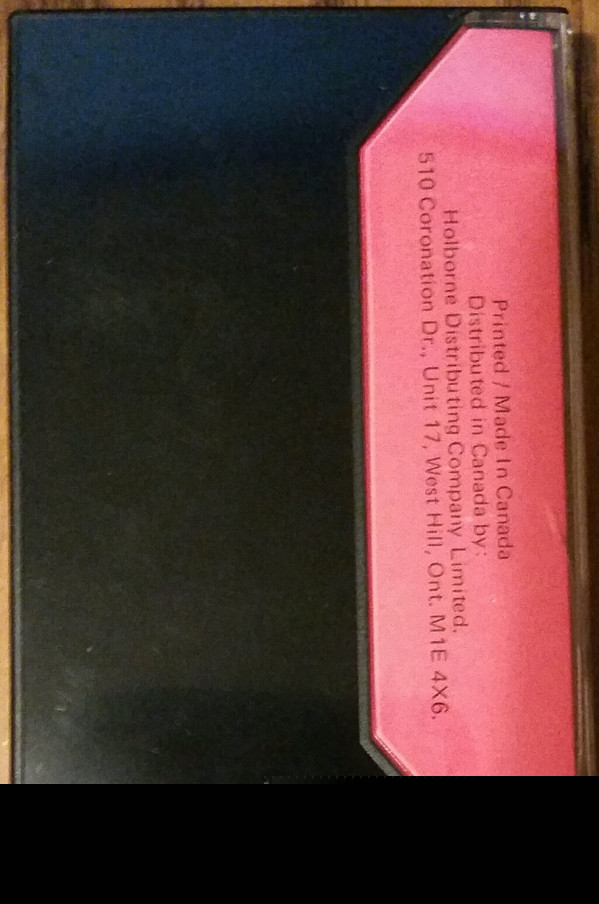 Printed / Made In Canada
Distributed in Canada by:
Holborne Distributing Company Limited.
510 Coronation Dr., Unit 17, West Hill, Ont. M1E 4X6.